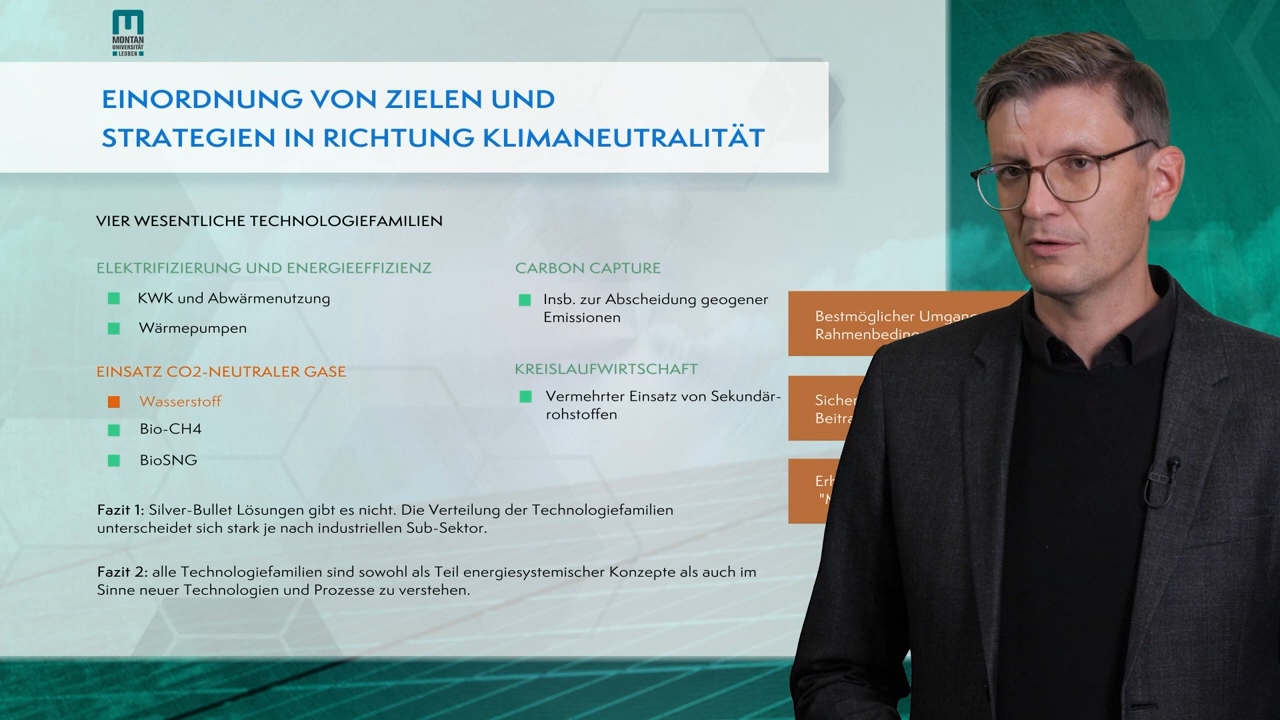 MONTAN
UNIVERSITÄT
LEOBEN
EINORDNUNG VON ZIELEN UND
STRATEGIEN IN RICHTUNG KLIMANEUTRALITÄT
VIER WESENTLICHE TECHNOLOGIEFAMILIEN
ELEKTRIFIZIERUNG UND ENERGIEEFFIZIENZ
KWK und Abwärmenutzung
Wärmepumpen
EINSATZ CO2-NEUTRALER GASE
Wasserstoff
Bio-CH4
BioSNG
CARBON CAPTURE
Insb. zur Abscheidung geogener
Emissionen
KREISLAUFWIRTSCHAFT
Vermehrter Einsatz von Sekundär-
rohstoffen
Bestmöglicher
Fazit 1: Silver-Bullet Lösungen gibt es nicht. Die Verteilung der Technologiefamilien
unterscheidet sich stark je nach industriellen Sub-Sektor.
Fazit 2: alle Technologiefamilien sind sowohl als Teil energiesystemischer Konzepte als auch im
Sinne neuer Technologien und Prozesse zu verstehen.